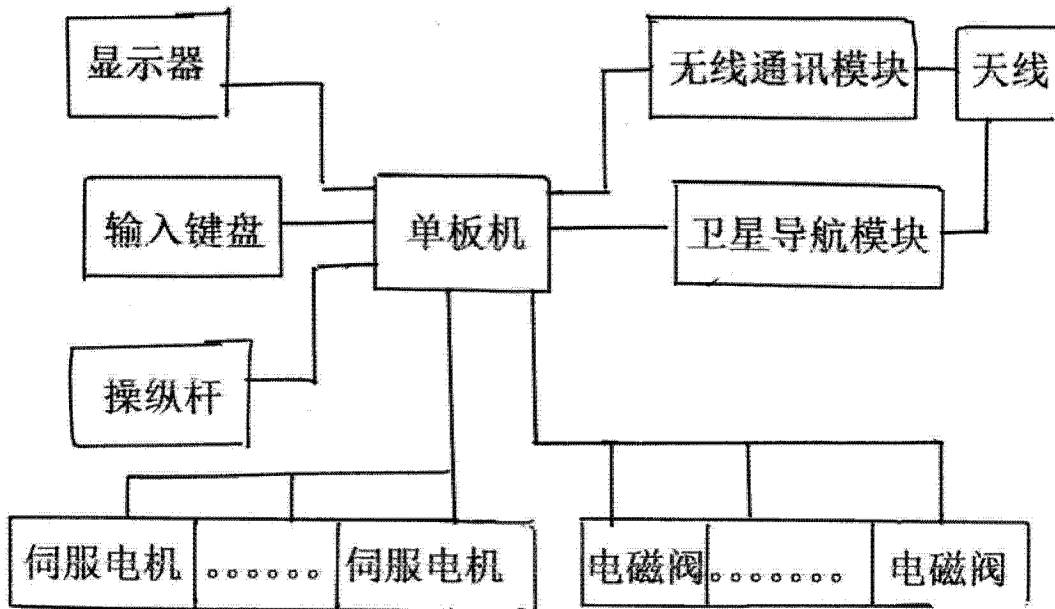 显示器
无线通讯模块
天线
输入键盘
单板机
卫星导航模块
操纵杆
伺服电机
。。。。。。
伺服电机
电磁阀
.......
电磁阀